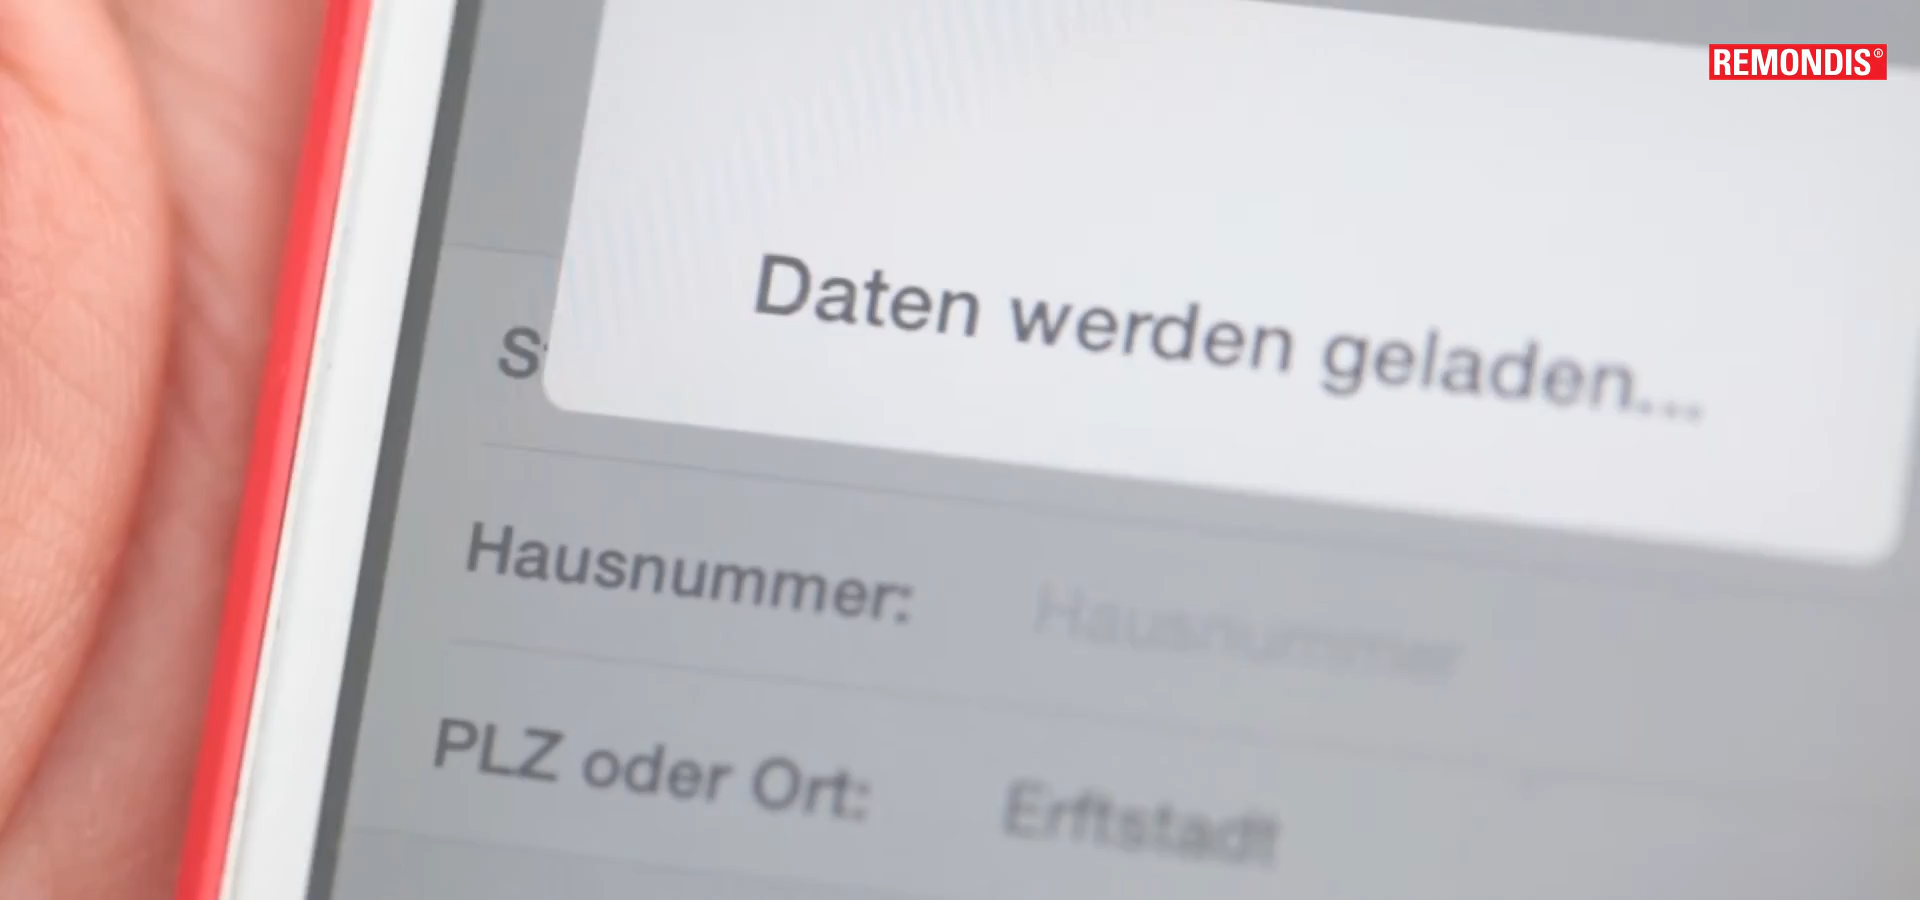 REMONDIS®
Daten werden geladen...
Hausnummer: Hausnummer
PLZ oder Ort: Erftstadt